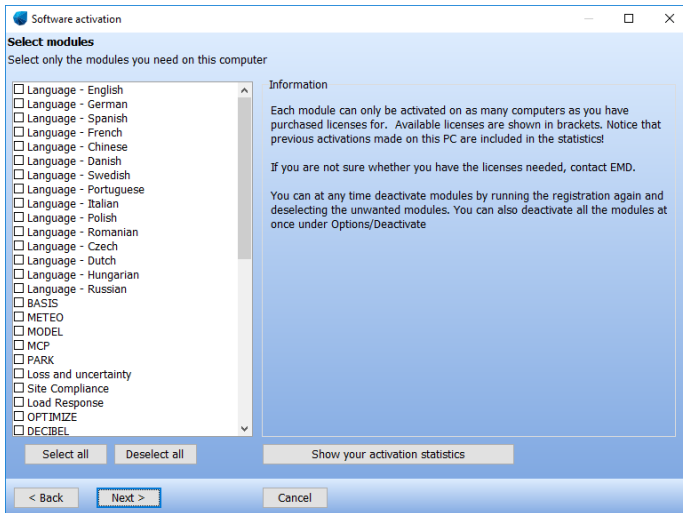 Software activation
Select modules
Select only the modules you need on this computer
Language - English
Language - German
Language - Spanish
Language - French
Language - Chinese
Language - Danish
Language - Swedish
Language - Portuguese
Language - Italian
Language - Polish
Language - Romanian
Language - Czech
Language - Dutch
Language - Hungarian
Language - Russian
BASIS
METEO
MODEL
MCP
PARK
Loss and uncertainty
Site Compliance
Load Response
OPTIMIZE
DECIBEL
Information
Each module can only be activated on as many computers as you have
purchased licenses for.  Available licenses are shown in brackets. Notice that
previous activations made on this PC are included in the statistics!
If you are not sure whether you have the licenses needed, contact EMD.
You can at any time deactivate modules by running the registration again and
deselecting the unwanted modules. You can also deactivate all the modules at
once under Options/Deactivate
Select all
Deselect all
Show your activation statistics
< Back
Next >
Cancel